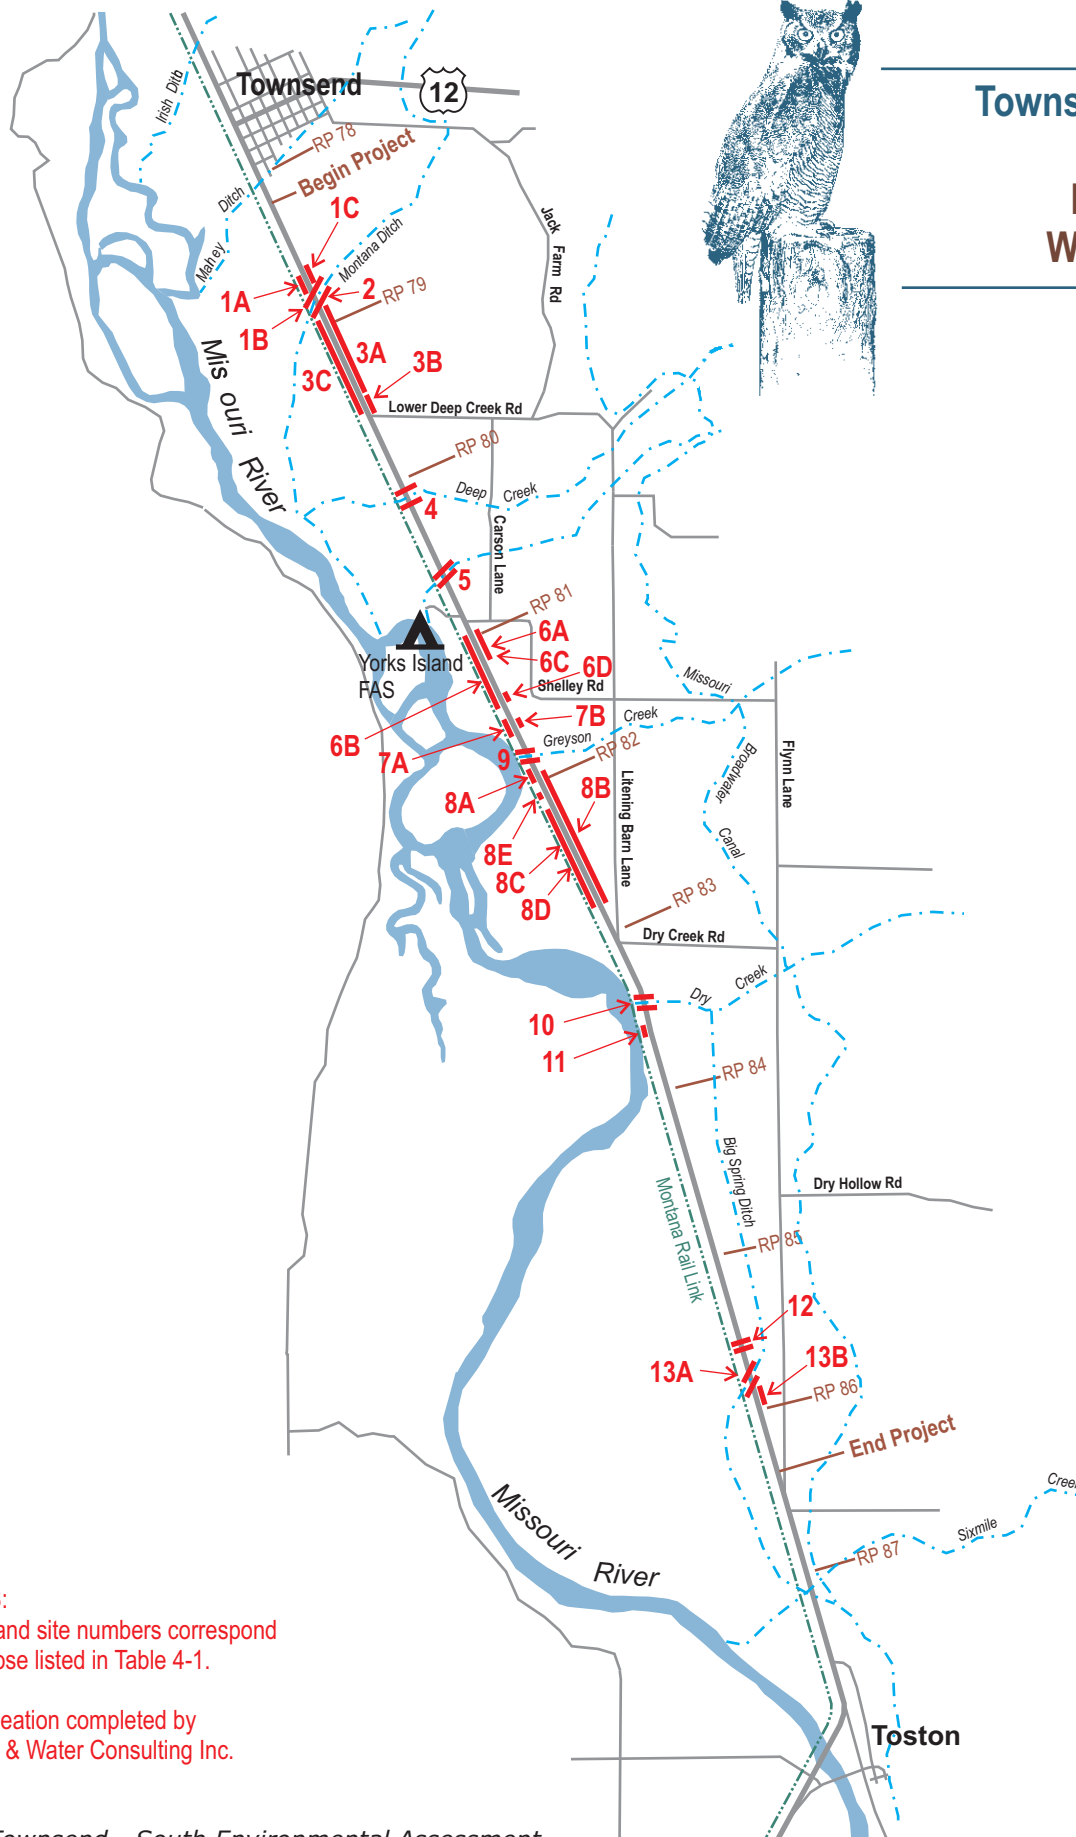 Townsend
12
Towns
Irish Ditb
RP 78
Begin Project
Mahey Ditch
1C
Montana Ditch
Jack Farm Rd
W
1A
2
RP 79
1B
3A
3B
3C
Mis ouri River
Lower Deep Creek Rd
RP 80
Deep Creek
4
Carson Lane
5
RP 81
6A
Yorks Island
FAS
6C
6D
Shelley Rd
Missouri
Broadwater
Canal
7B
Greyson Creek
6B
7A
9
RP 82
Flynn Lane
8A
8B
Litening Barn Lane
8E
8C
8D
RP 83
Dry Creek Rd
Dry Creek
10
11
RP 84
Big Spring Ditch
Montana Rail Link
Dry Hollow Rd
RP 85
12
13A
13B
RP 86
End Project
Missouri River
Sixmile Cree
RP 87
:
and site numbers correspond
ose listed in Table 4-1.
eation completed by
& Water Consulting Inc.
Toston
Townsend - South Environmental Assessment